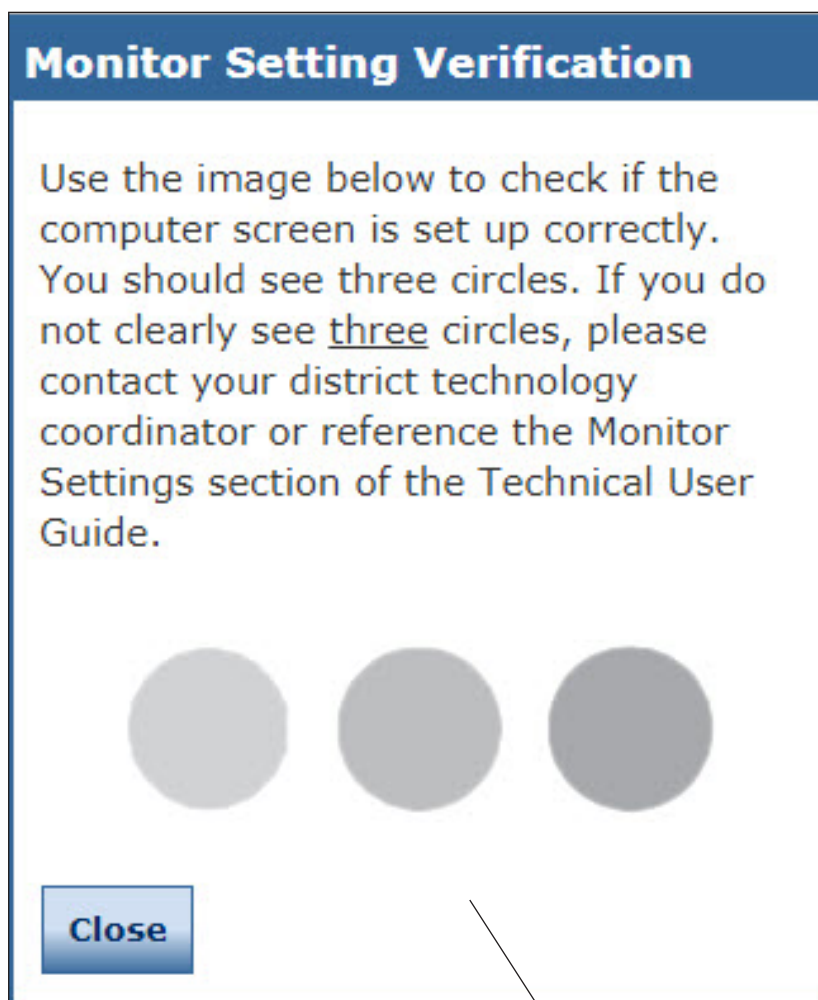 Monitor Setting Verification
Use the image below to check if the
computer screen is set up correctly.
You should see three circles. If you do
not clearly see three circles, please
contact your district technology
coordinator or reference the Monitor
Settings section of the Technical User
Guide.
Close